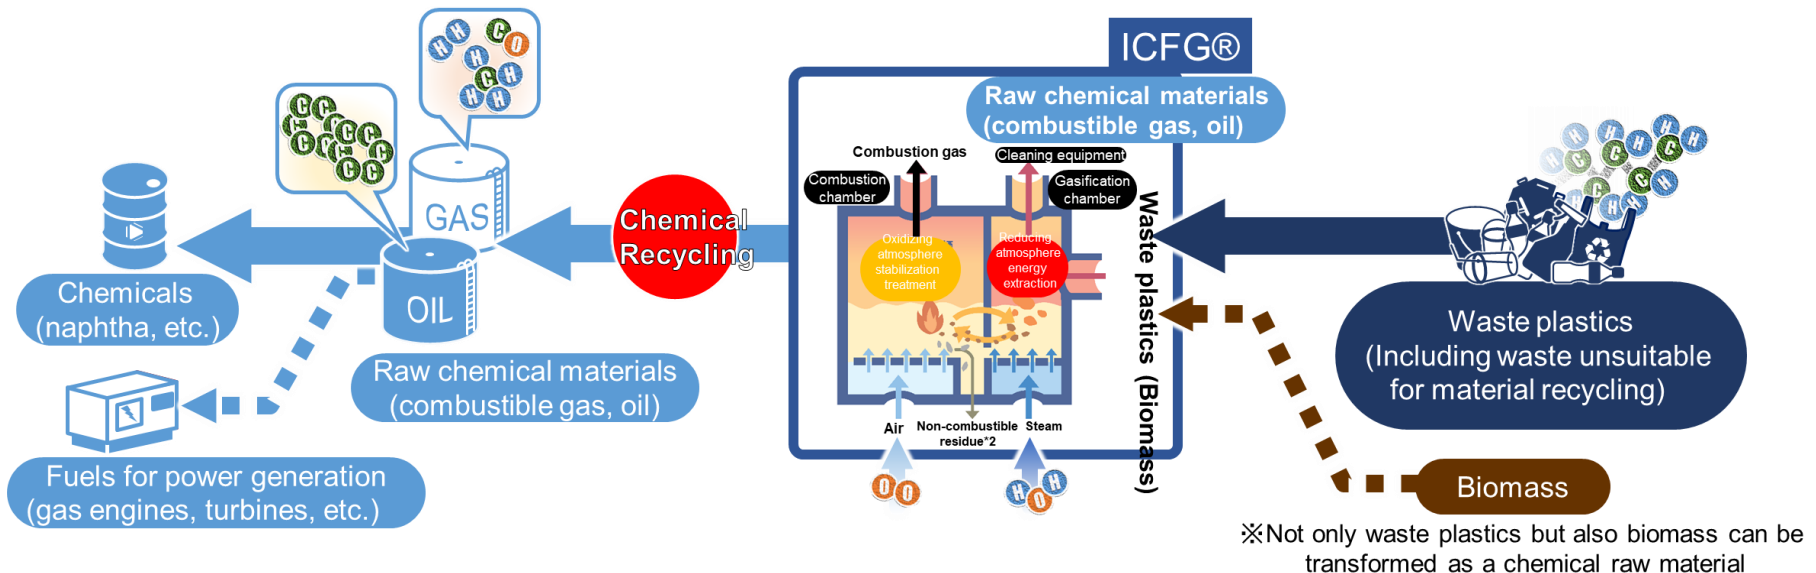 ICFG®
Raw chemical materials
(combustible gas, oil)
Combustion gas
Cleaning equipment
Combustion
chamber
Gasification
chamber
Oxidizing
atmosphere
stabilization
treatment
Reducing
atmosphere
energy
extraction
Air
Non-combustible
residue*2
Steam
O O
H O H
Waste plastics (Biomass)
H H C O
H C H H H
C C C C C C C C C C C
GAS
OIL
Chemical
Recycling
Chemicals
(naphtha, etc.)
Raw chemical materials
(combustible gas, oil)
Fuels for power generation
(gas engines, turbines, etc.)
H H H H H C C H C C H H H
Waste plastics
(Including waste unsuitable
for material recycling)
Biomass
※Not only waste plastics but also biomass can be
transformed as a chemical raw material